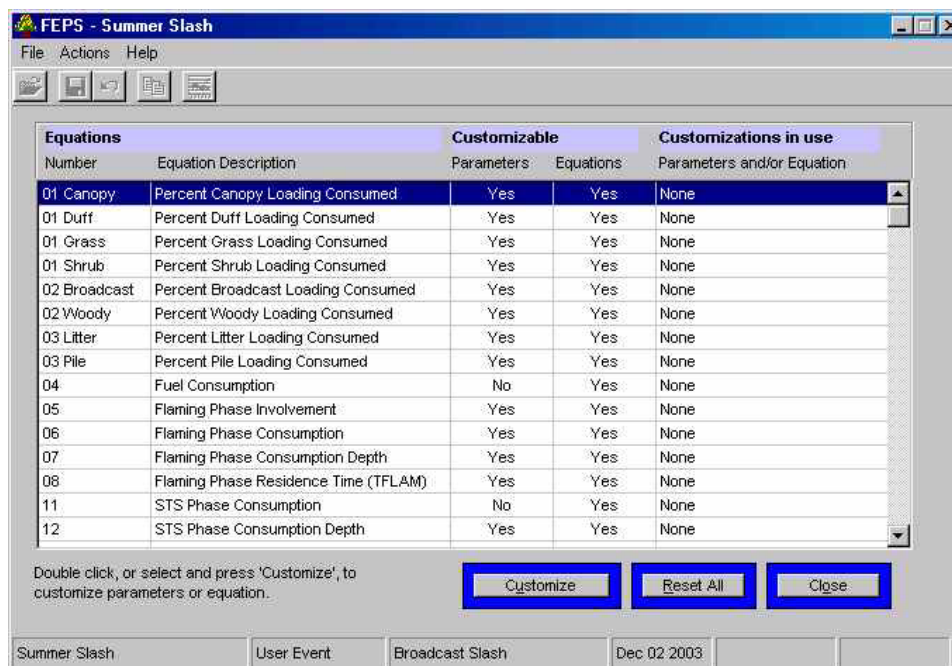 FEPS - Summer Slash
File Actions Help
Equations Customizable Customizations in use
Number Equation Description Parameters Equations Parameters and/or Equation
01 Canopy Percent Canopy Loading Consumed Yes Yes None
01 Duff Percent Duff Loading Consumed Yes Yes None
01 Grass Percent Grass Loading Consumed Yes Yes None
01 Shrub Percent Shrub Loading Consumed Yes Yes None
02 Broadcast Percent Broadcast Loading Consumed Yes Yes None
02 Woody Percent Woody Loading Consumed Yes Yes None
03 Litter Percent Litter Loading Consumed Yes Yes None
03 Pile Percent Pile Loading Consumed Yes Yes None
04 Fuel Consumption No Yes None
05 Flaming Phase Involvement Yes Yes None
06 Flaming Phase Consumption Yes Yes None
07 Flaming Phase Consumption Depth Yes Yes None
08 Flaming Phase Residence Time (TFLAM) Yes Yes None
11 STS Phase Consumption No Yes None
12 STS Phase Consumption Depth Yes Yes None
Double click, or select and press 'Customize', to
customize parameters or equation.
Customize Reset All Close
Summer Slash User Event Broadcast Slash Dec 02 2003